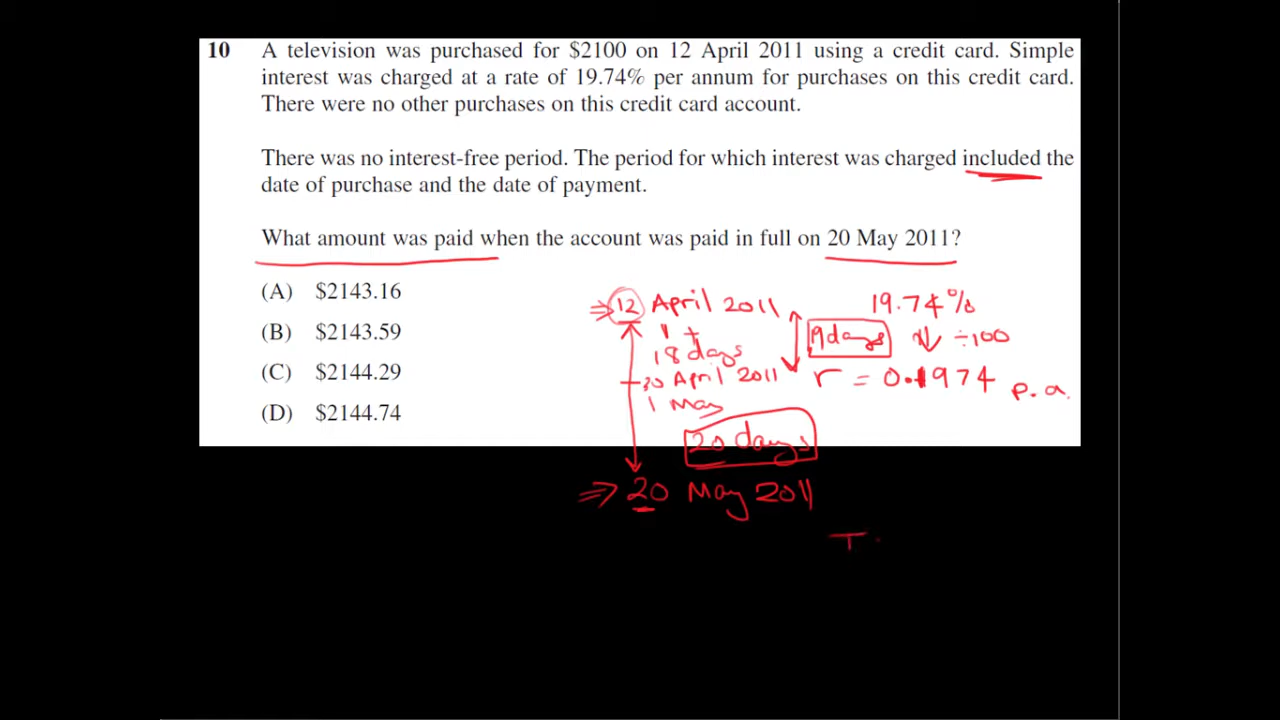 10 A television was purchased for $2100 on 12 April 2011 using a credit card. Simple
interest was charged at a rate of 19.74% per annum for purchases on this credit card.
There were no other purchases on this credit card account.
There was no interest-free period. The period for which interest was charged included the
date of purchase and the date of payment.
What amount was paid when the account was paid in full on 20 May 2011?
(A) $2143.16
(B) $2143.59
(C) $2144.29
(D) $2144.74
⇒ 12 April 2011
1 +
18 days
30 April 2011
1 May
20 days
⇒ 20 May 2011
19 days
19.74%
↓ ÷100
r = 0.1974 p.a.
T